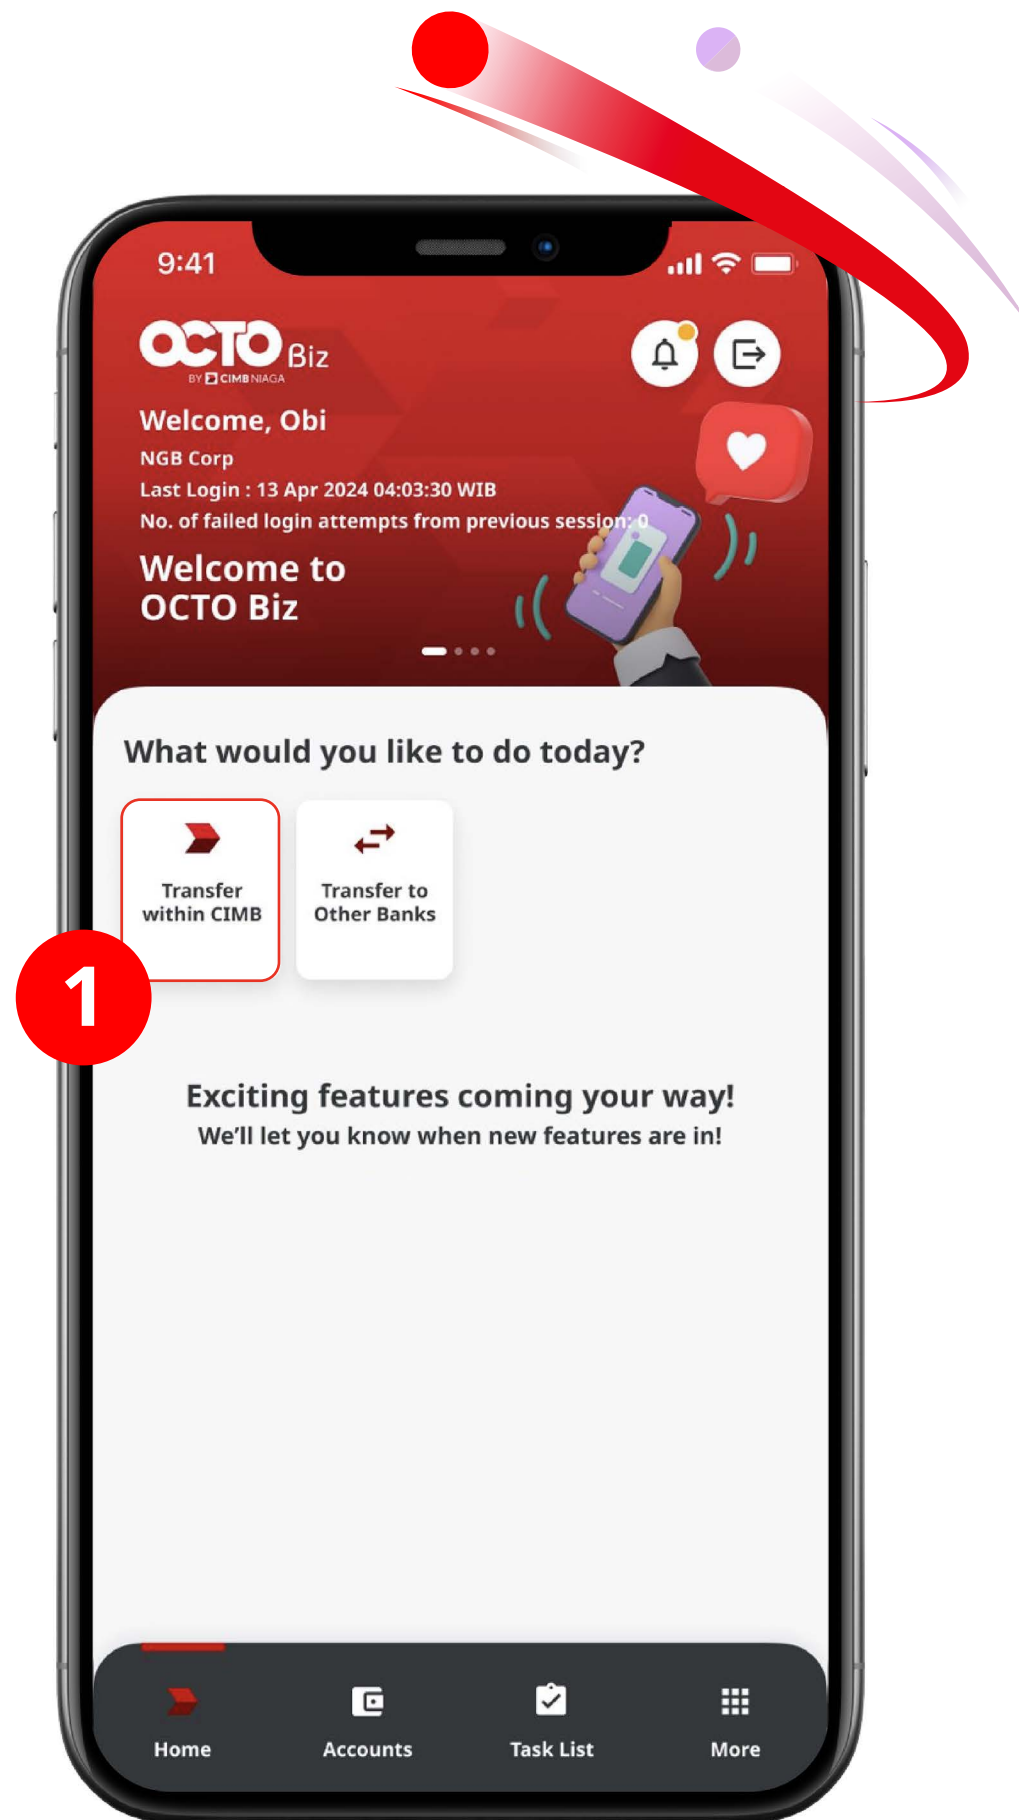 9:41
OCTO Biz
BY CIMB NIAGA
Welcome, Obi
NGB Corp
Last Login : 13 Apr 2024 04:03:30 WIB
No. of failed login attempts from previous session: 0
Welcome to
OCTO Biz
What would you like to do today?
Transfer
within CIMB
Transfer to
Other Banks
1
Exciting features coming your way!
We'll let you know when new features are in!
Home
Accounts
Task List
More